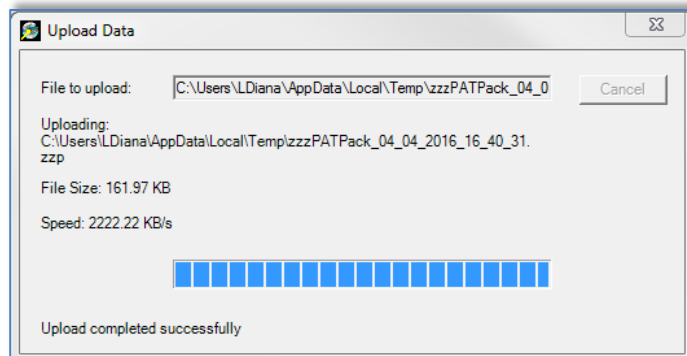 Upload Data
File to upload: C:\Users\LDiana\AppData\Local\Temp\zzzPATPack_04_0 Cancel
Uploading:
C:\Users\LDiana\AppData\Local\Temp\zzzPATPack_04_04_2016_16_40_31.
zzp
File Size: 161.97 KB
Speed: 2222.22 KB/s
Upload completed successfully